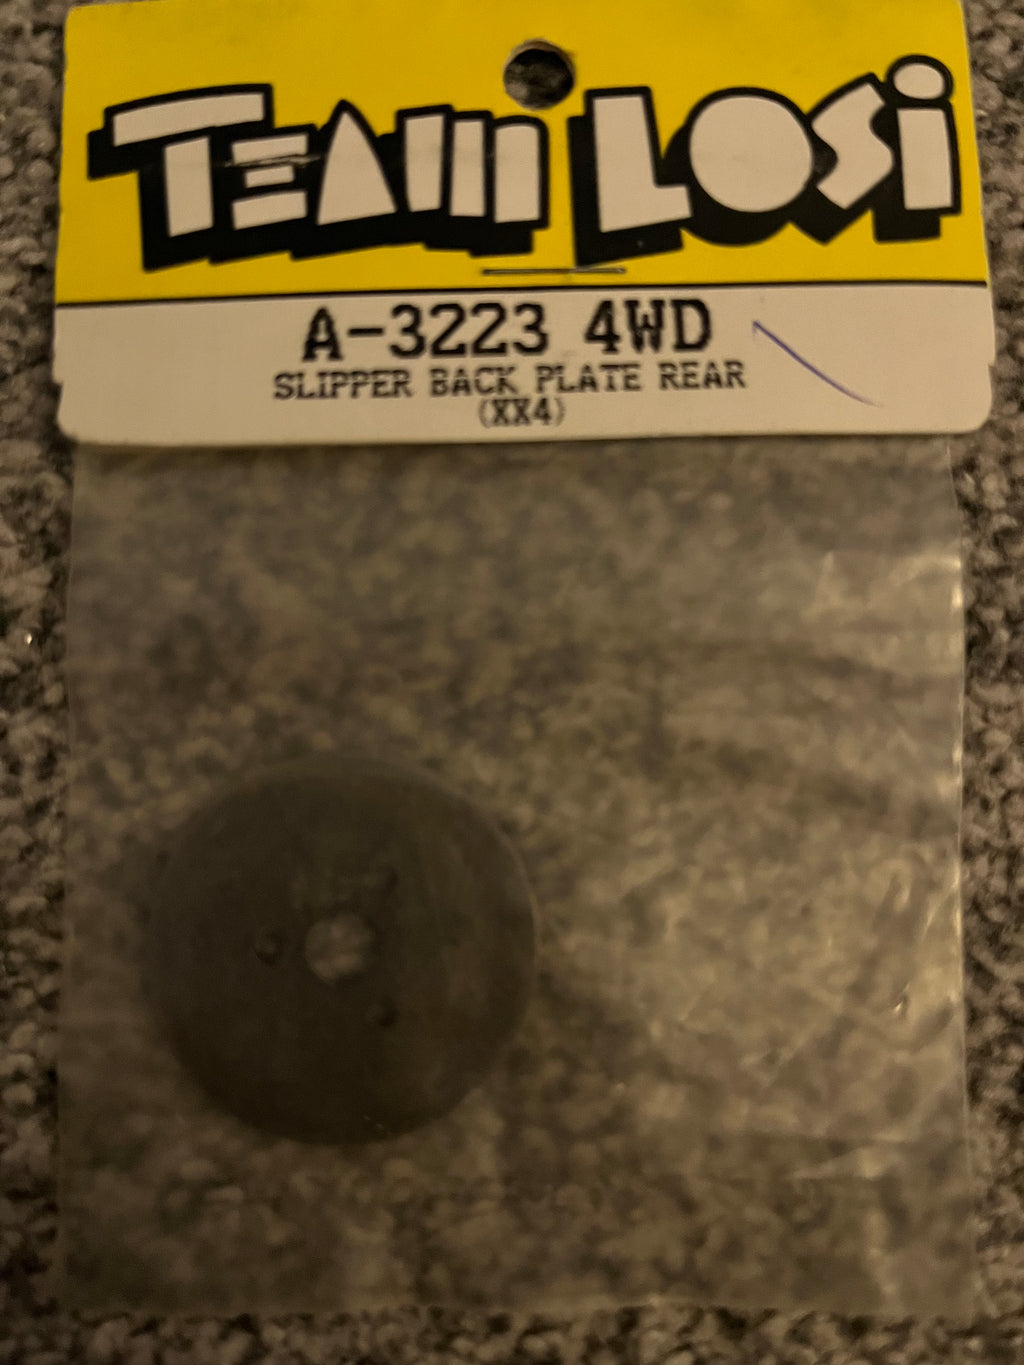 TEAM LOSi
A-3223 4WD
SLIPPER BACK PLATE REAR
(XX4)